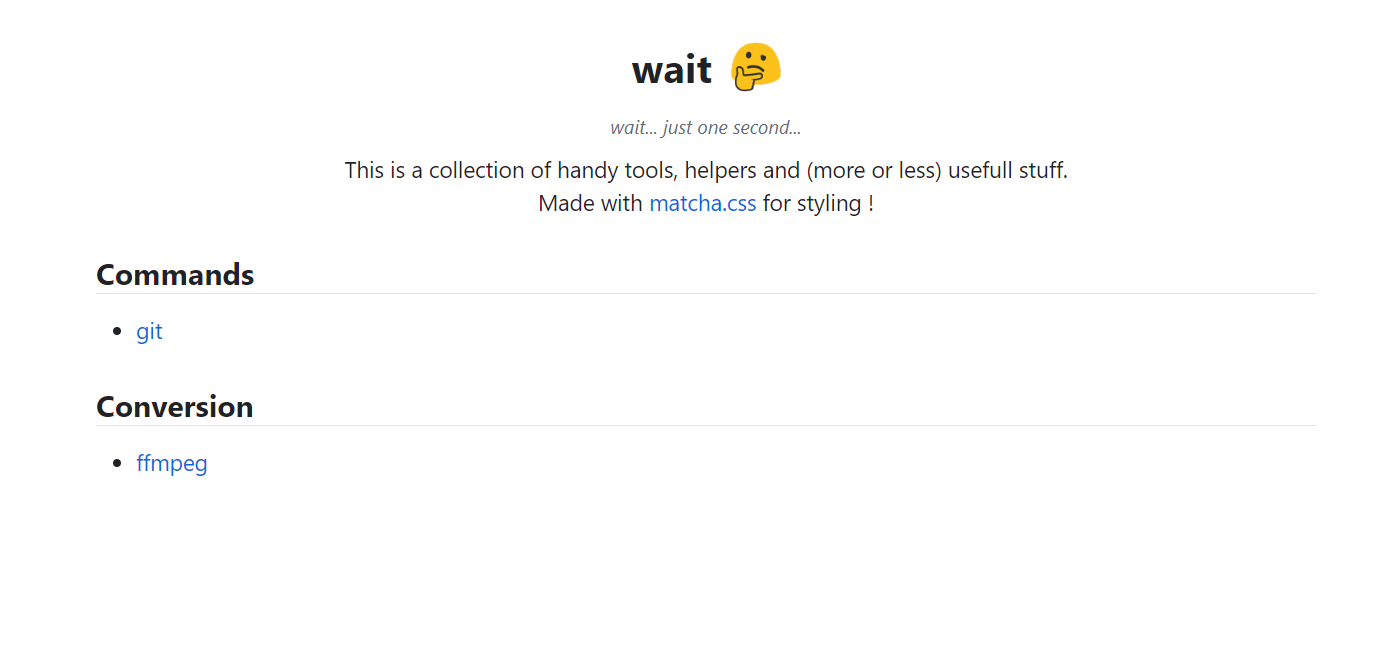 wait 🤔
wait... just one second...
This is a collection of handy tools, helpers and (more or less) usefull stuff.
Made with matcha.css for styling !
Commands
git
Conversion
ffmpeg